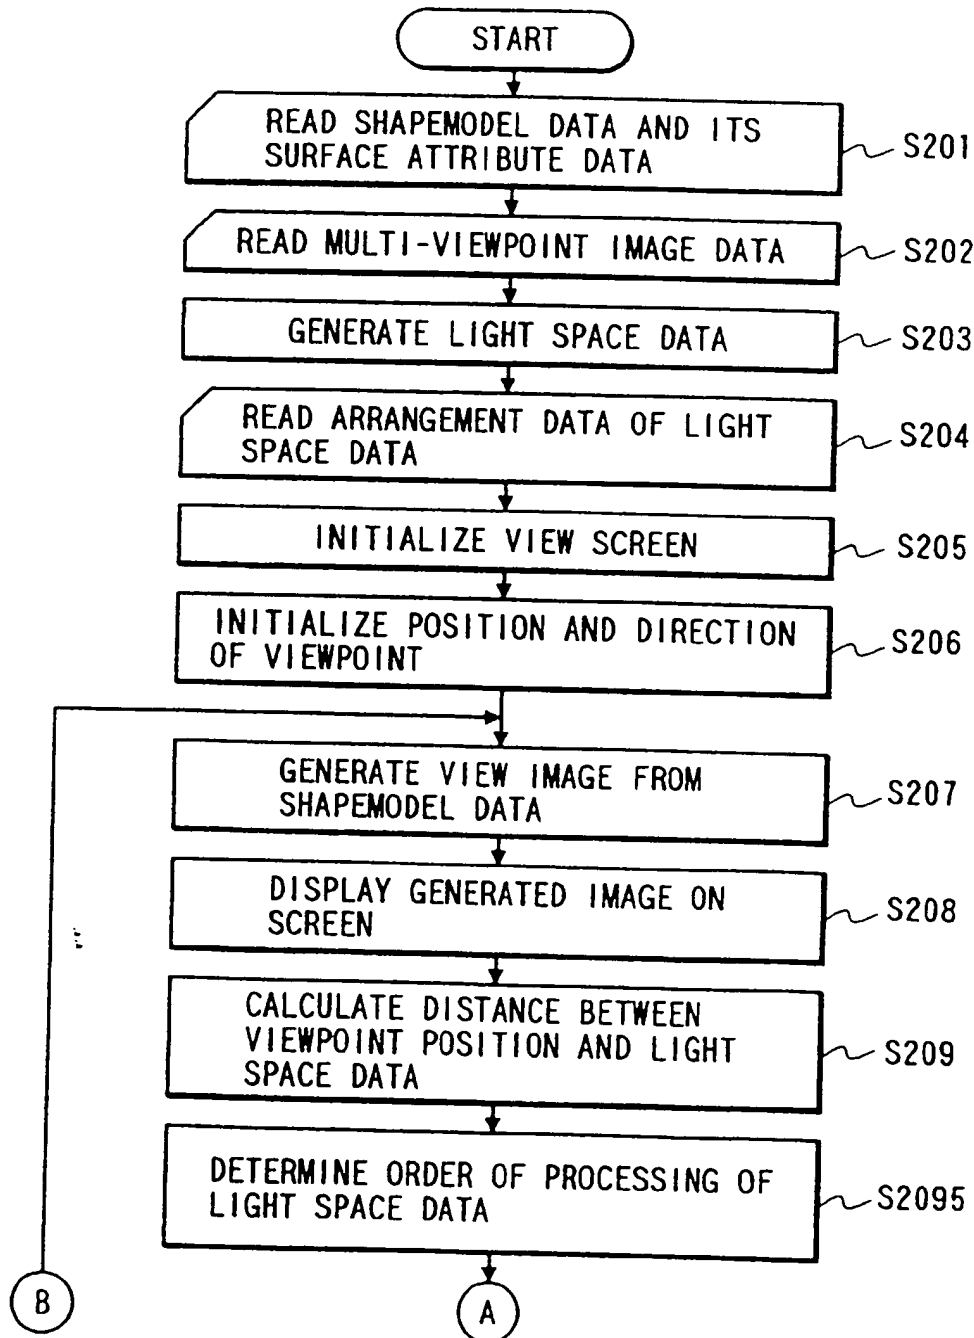 START
READ SHAPEMODEL DATA AND ITS
SURFACE ATTRIBUTE DATA
S201
READ MULTI-VIEWPOINT IMAGE DATA
S202
GENERATE LIGHT SPACE DATA
S203
READ ARRANGEMENT DATA OF LIGHT
SPACE DATA
S204
INITIALIZE VIEW SCREEN
S205
INITIALIZE POSITION AND DIRECTION
OF VIEWPOINT
S206
GENERATE VIEW IMAGE FROM
SHAPEMODEL DATA
S207
DISPLAY GENERATED IMAGE ON
SCREEN
S208
CALCULATE DISTANCE BETWEEN
VIEWPOINT POSITION AND LIGHT
SPACE DATA
S209
DETERMINE ORDER OF PROCESSING OF
LIGHT SPACE DATA
S2095
B
A